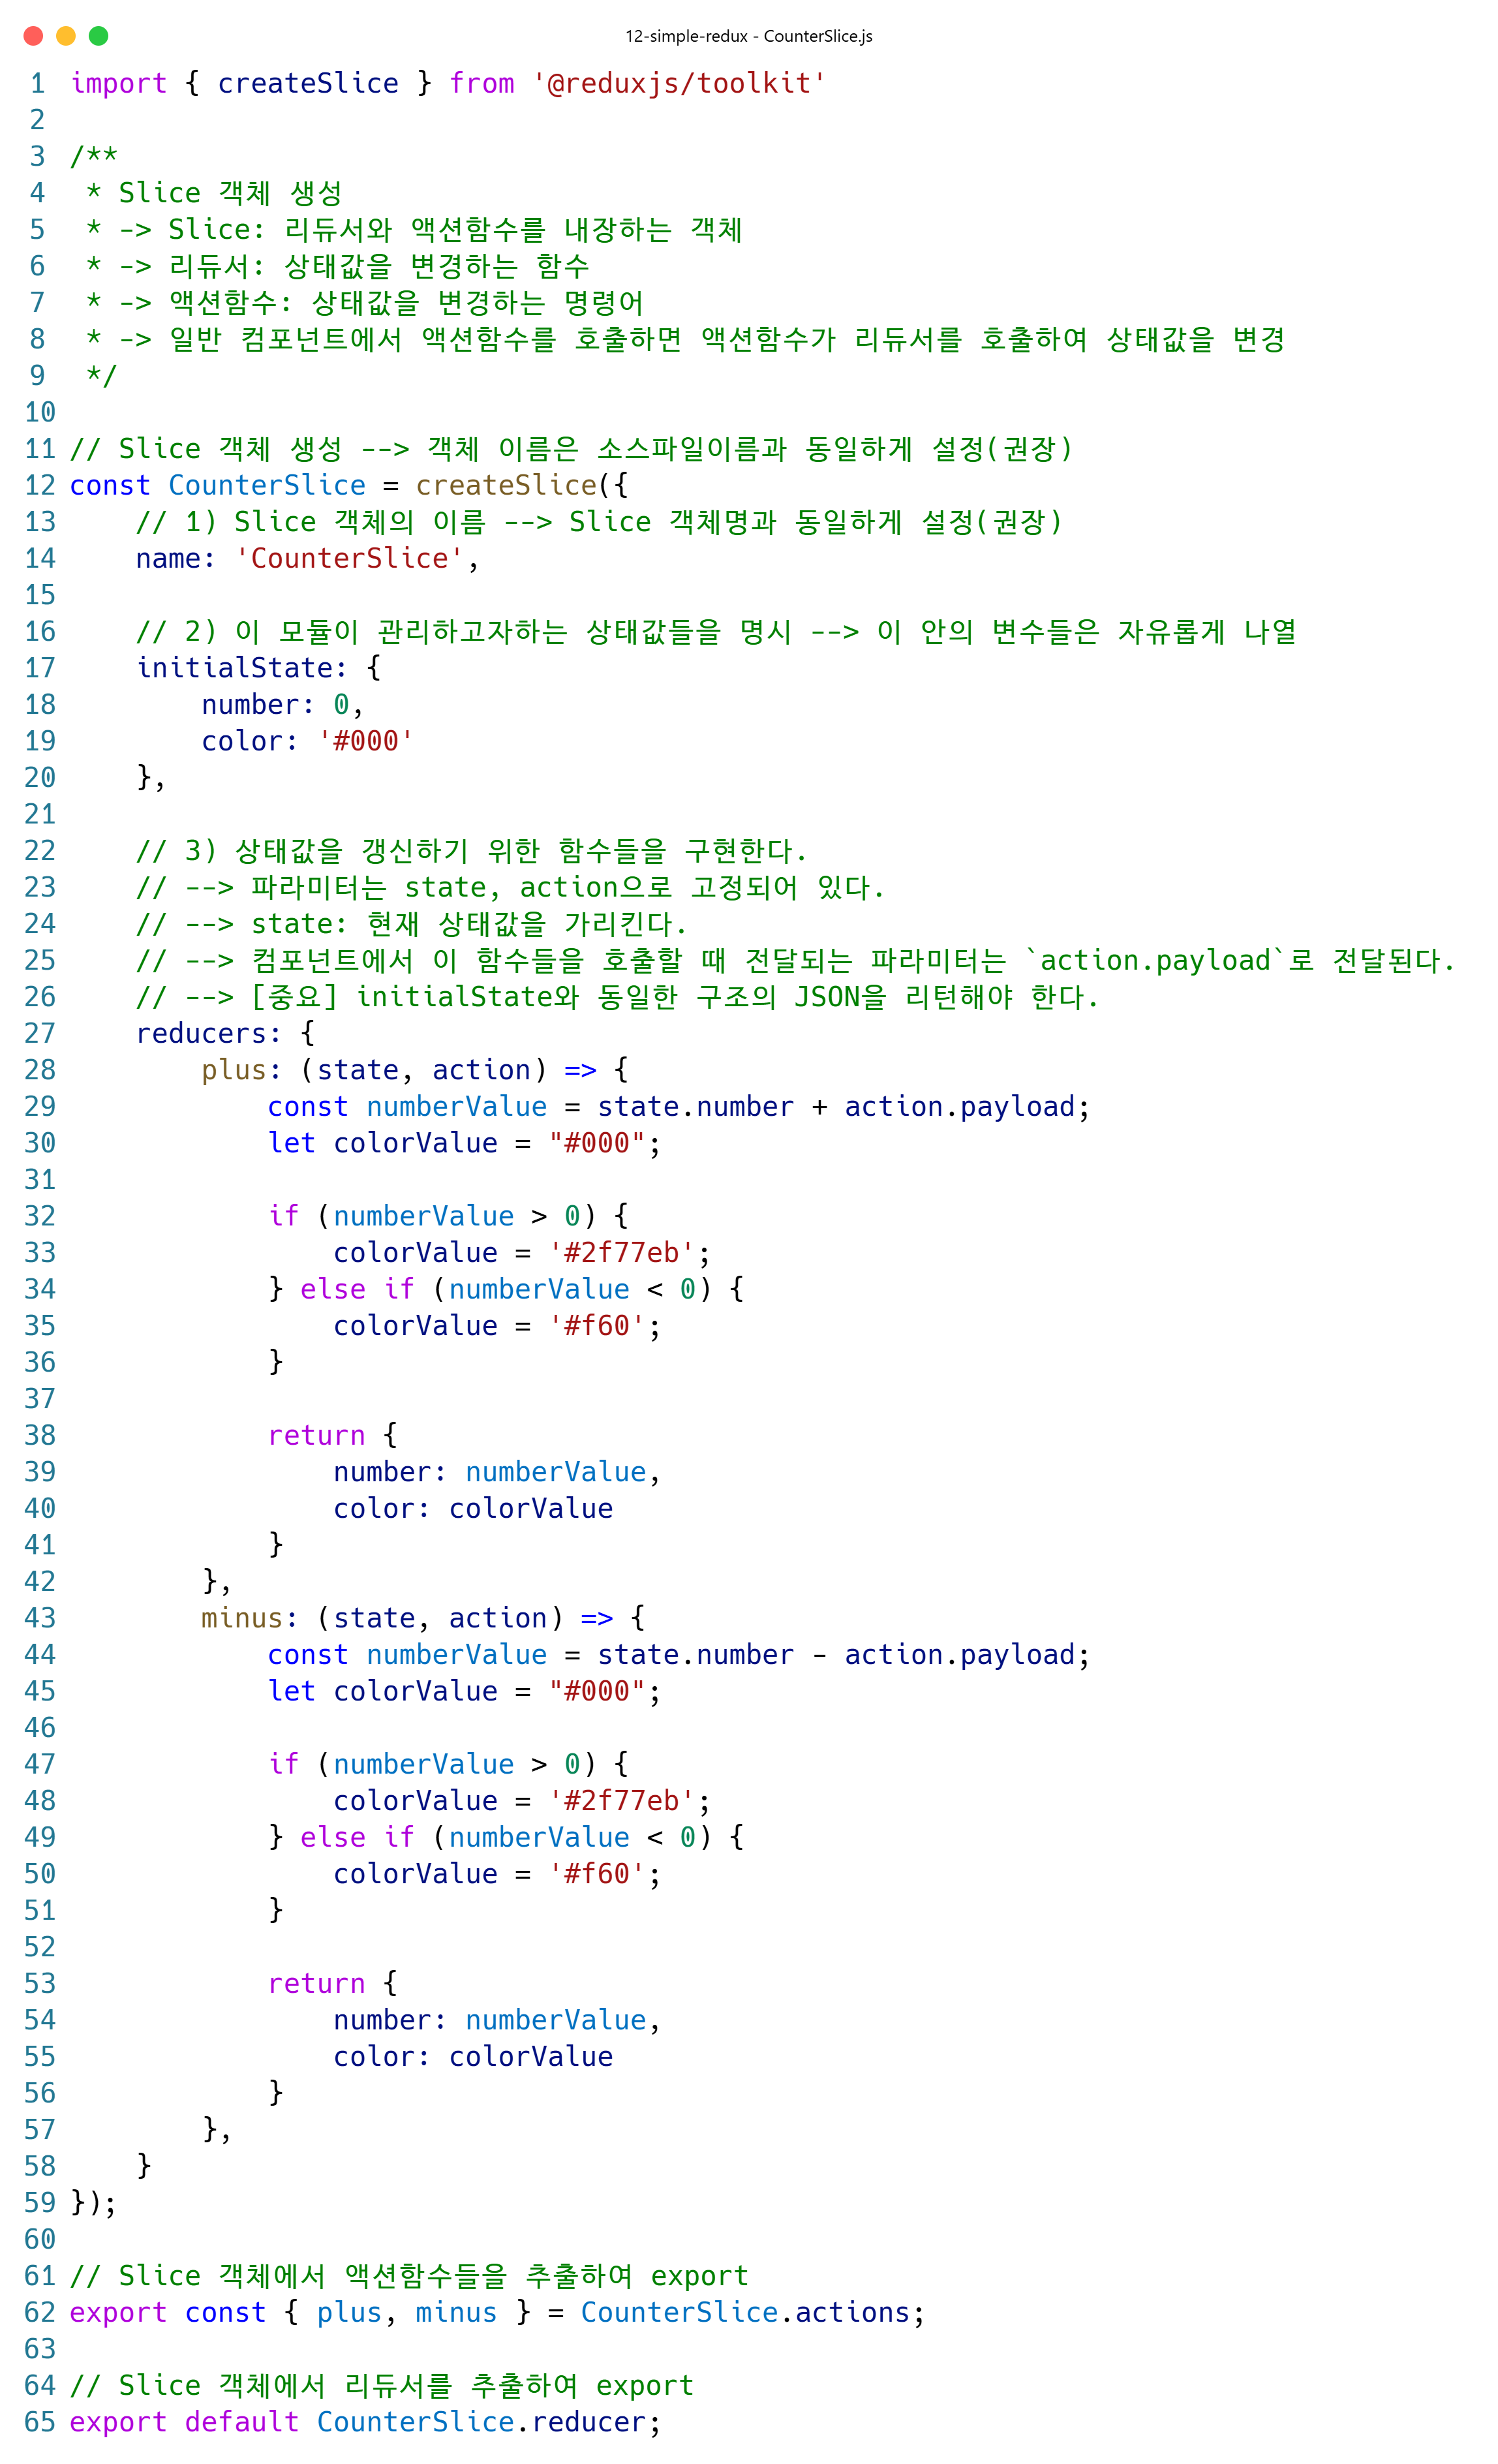 12-simple-redux - CounterSlice.js
1 import { createSlice } from '@reduxjs/toolkit'
2
3 /**
4  * Slice 객체 생성
5  * -> Slice: 리듀서와 액션함수를 내장하는 객체
6  * -> 리듀서: 상태값을 변경하는 함수
7  * -> 액션함수: 상태값을 변경하는 명령어
8  * -> 일반 컴포넌트에서 액션함수를 호출하면 액션함수가 리듀서를 호출하여 상태값을 변경
9  */
10
11 // Slice 객체 생성 --> 객체 이름은 소스파일이름과 동일하게 설정(권장)
12 const CounterSlice = createSlice({
13     // 1) Slice 객체의 이름 --> Slice 객체명과 동일하게 설정(권장)
14     name: 'CounterSlice',
15
16     // 2) 이 모듈이 관리하고자하는 상태값들을 명시 --> 이 안의 변수들은 자유롭게 나열
17     initialState: {
18         number: 0,
19         color: '#000'
20     },
21
22     // 3) 상태값을 갱신하기 위한 함수들을 구현한다.
23     // --> 파라미터는 state, action으로 고정되어 있다.
24     // --> state: 현재 상태값을 가리킨다.
25     // --> 컴포넌트에서 이 함수들을 호출할 때 전달되는 파라미터는 `action.payload`로 전달된다.
26     // --> [중요] initialState와 동일한 구조의 JSON을 리턴해야 한다.
27     reducers: {
28         plus: (state, action) => {
29             const numberValue = state.number + action.payload;
30             let colorValue = "#000";
31
32             if (numberValue > 0) {
33                 colorValue = '#2f77eb';
34             } else if (numberValue < 0) {
35                 colorValue = '#f60';
36             }
37
38             return {
39                 number: numberValue,
40                 color: colorValue
41             }
42         },
43         minus: (state, action) => {
44             const numberValue = state.number - action.payload;
45             let colorValue = "#000";
46
47             if (numberValue > 0) {
48                 colorValue = '#2f77eb';
49             } else if (numberValue < 0) {
50                 colorValue = '#f60';
51             }
52
53             return {
54                 number: numberValue,
55                 color: colorValue
56             }
57         },
58     }
59 });
60
61 // Slice 객체에서 액션함수들을 추출하여 export
62 export const { plus, minus } = CounterSlice.actions;
63
64 // Slice 객체에서 리듀서를 추출하여 export
65 export default CounterSlice.reducer;